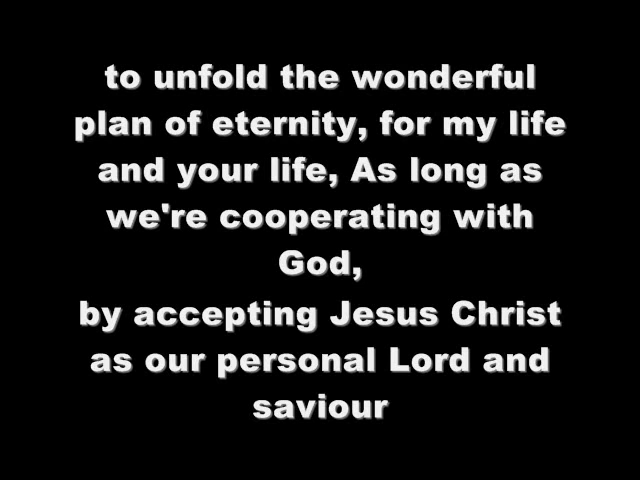 to unfold the wonderful
plan of eternity, for my life
and your life, As long as
we're cooperating with
God,
by accepting Jesus Christ
as our personal Lord and
saviour